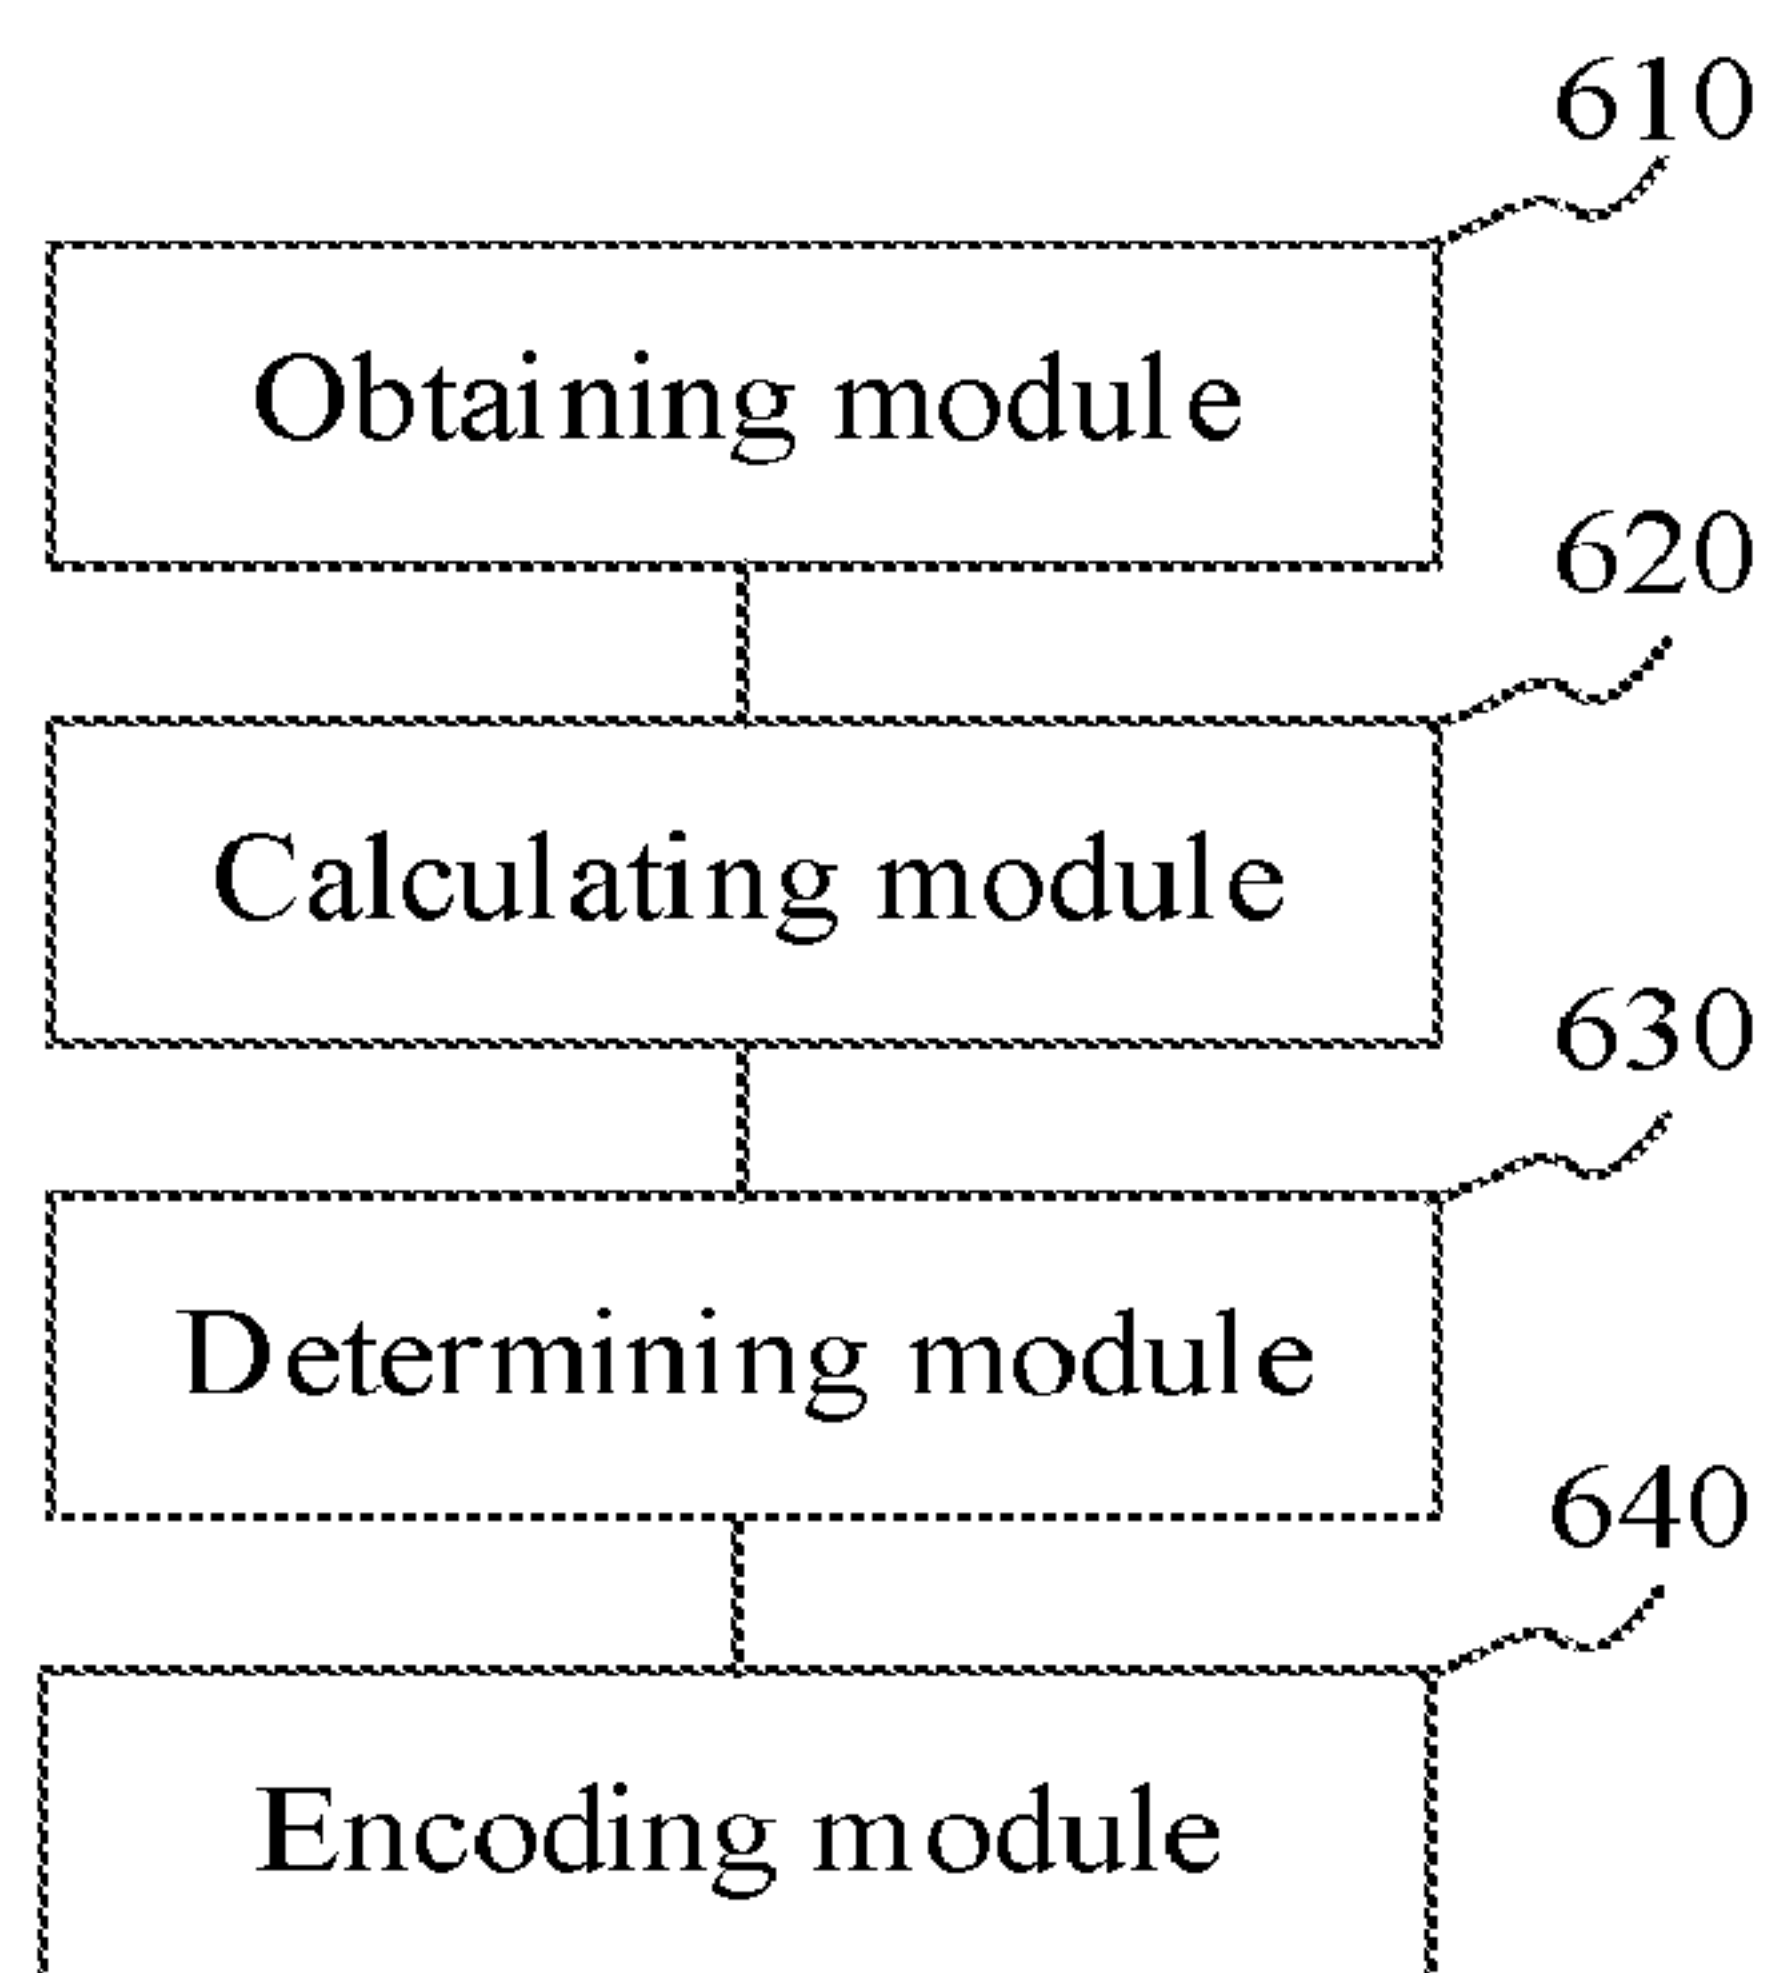 610
Obtaining module
620
Calculating module
630
Determining module
640
Encoding module